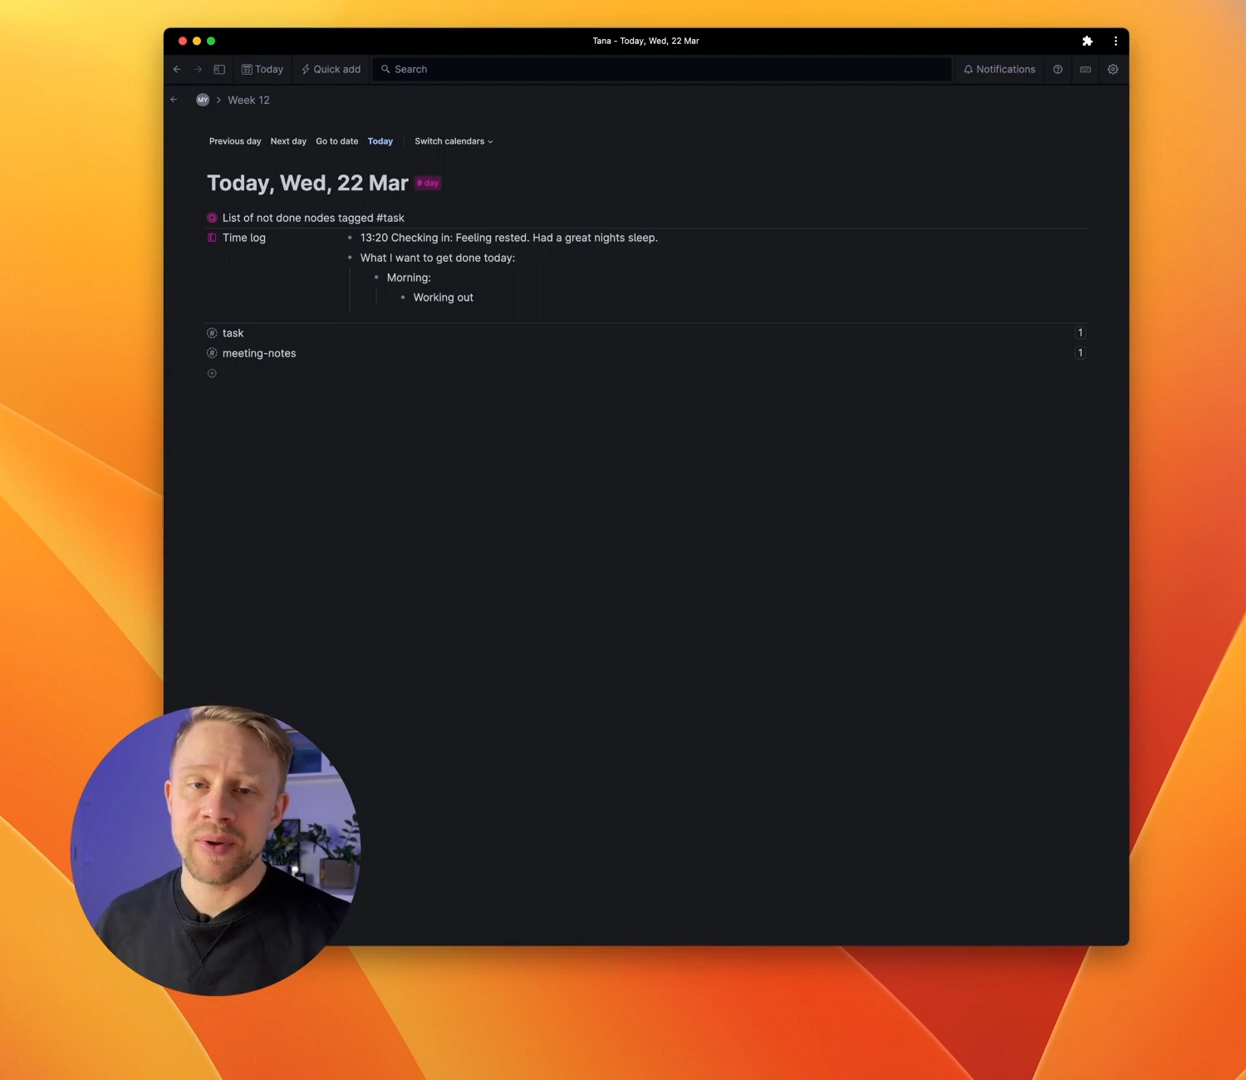 Tana - Today, Wed, 22 Mar
Today
Quick add
Search
Notifications
MY
Week 12
Previous day
Next day
Go to date
Today
Switch calendars
Today, Wed, 22 Mar # day
List of not done nodes tagged #task
Time log
13:20 Checking in: Feeling rested. Had a great nights sleep.
What I want to get done today:
Morning:
Working out
task 1
meeting-notes 1